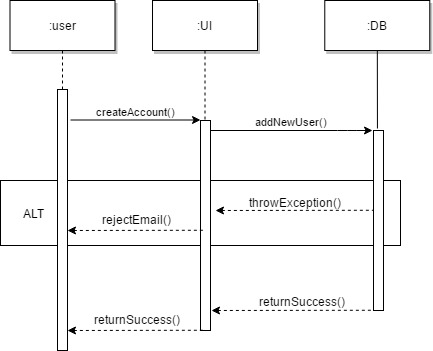 :user
:UI
:DB
createAccount()
addNewUser()
ALT
throwException()
rejectEmail()
returnSuccess()
returnSuccess()